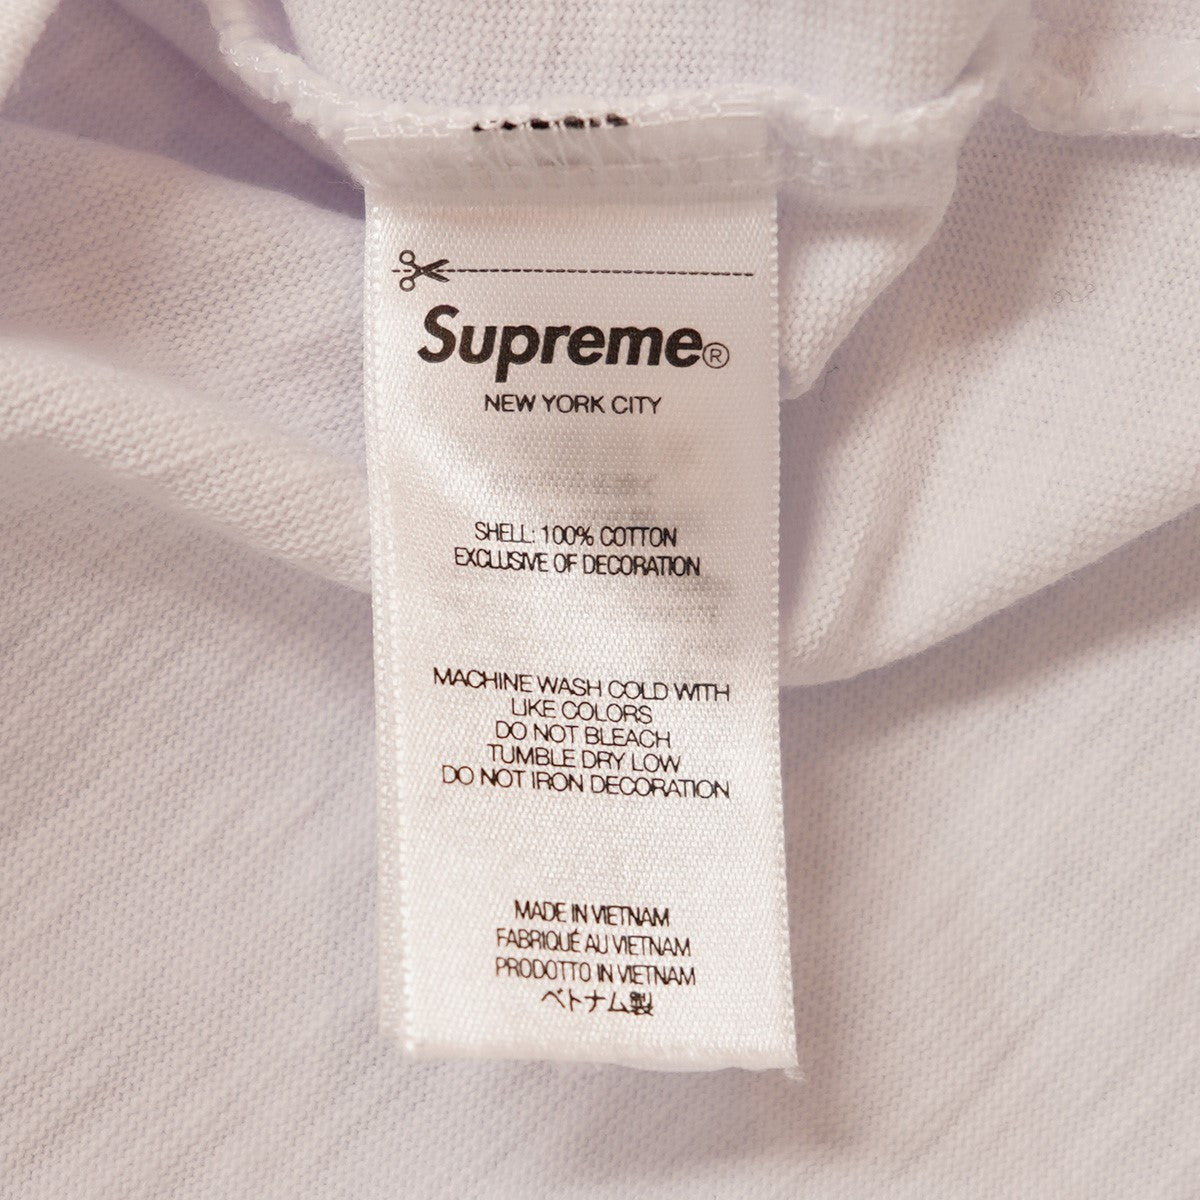 Supreme®
NEW YORK CITY
SHELL: 100% COTTON
EXCLUSIVE OF DECORATION
MACHINE WASH COLD WITH
LIKE COLORS
DO NOT BLEACH
TUMBLE DRY LOW
DO NOT IRON DECORATION
MADE IN VIETNAM
FABRIQUÉ AU VIETNAM
PRODOTTO IN VIETNAM
ベトナム製